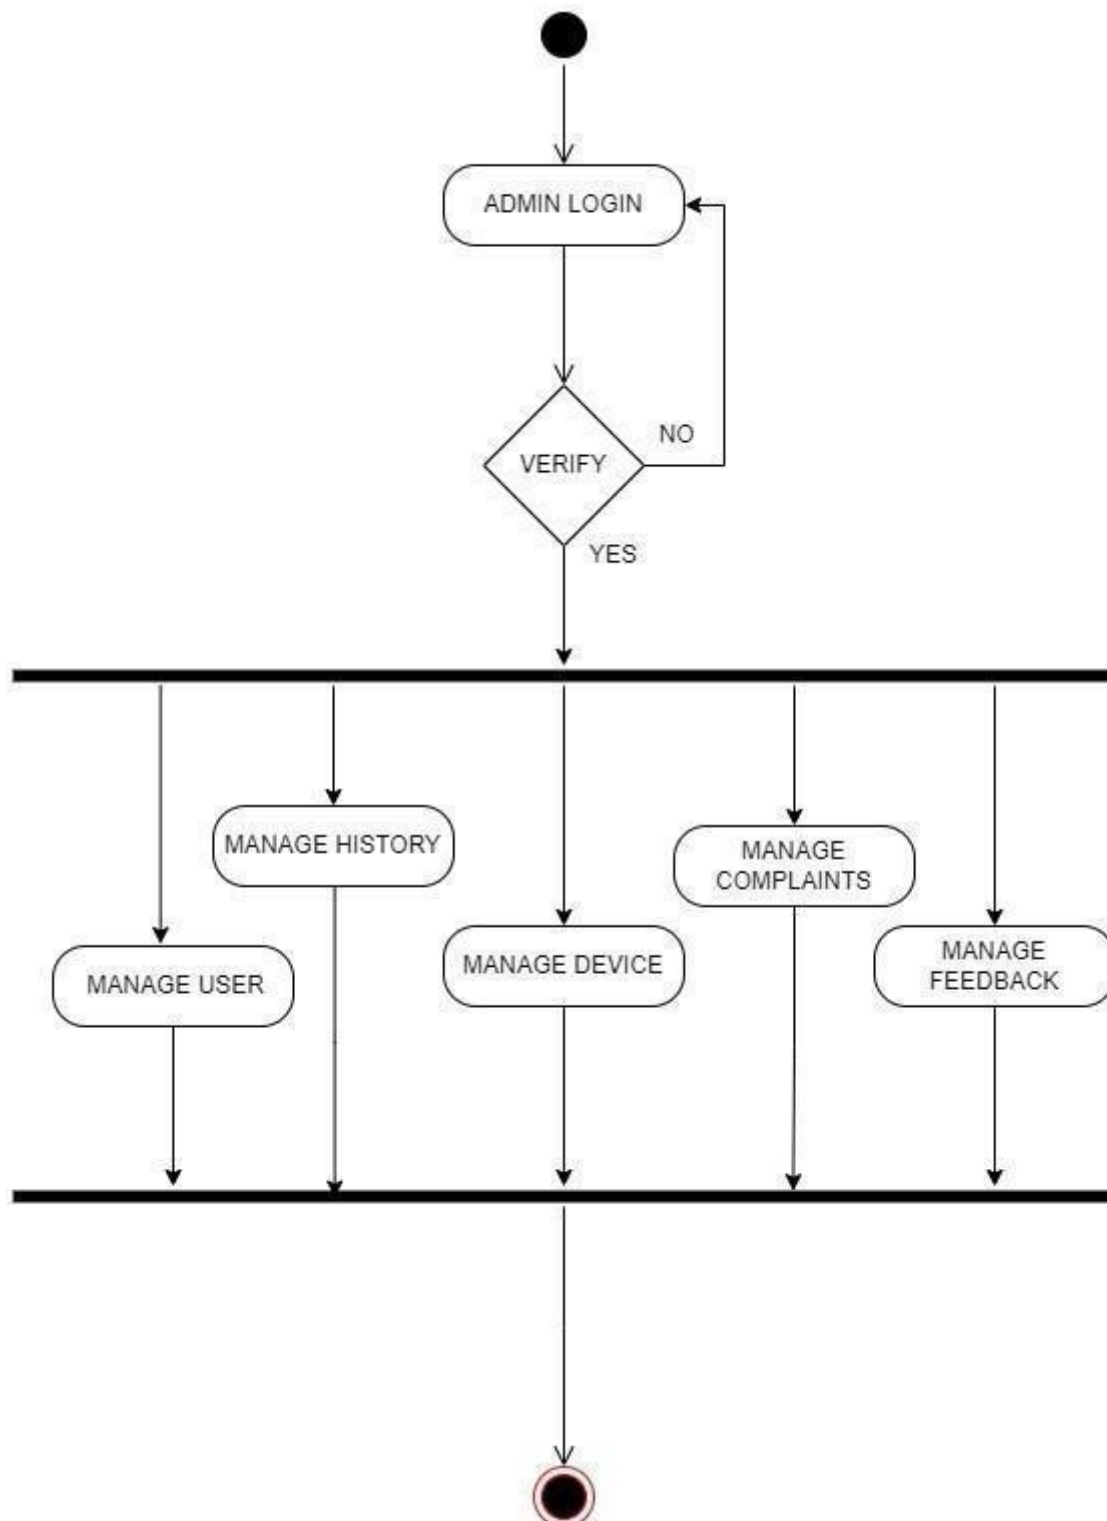 ADMIN LOGIN
NO
VERIFY
YES
MANAGE HISTORY
MANAGE
COMPLAINTS
MANAGE USER
MANAGE DEVICE
MANAGE
FEEDBACK